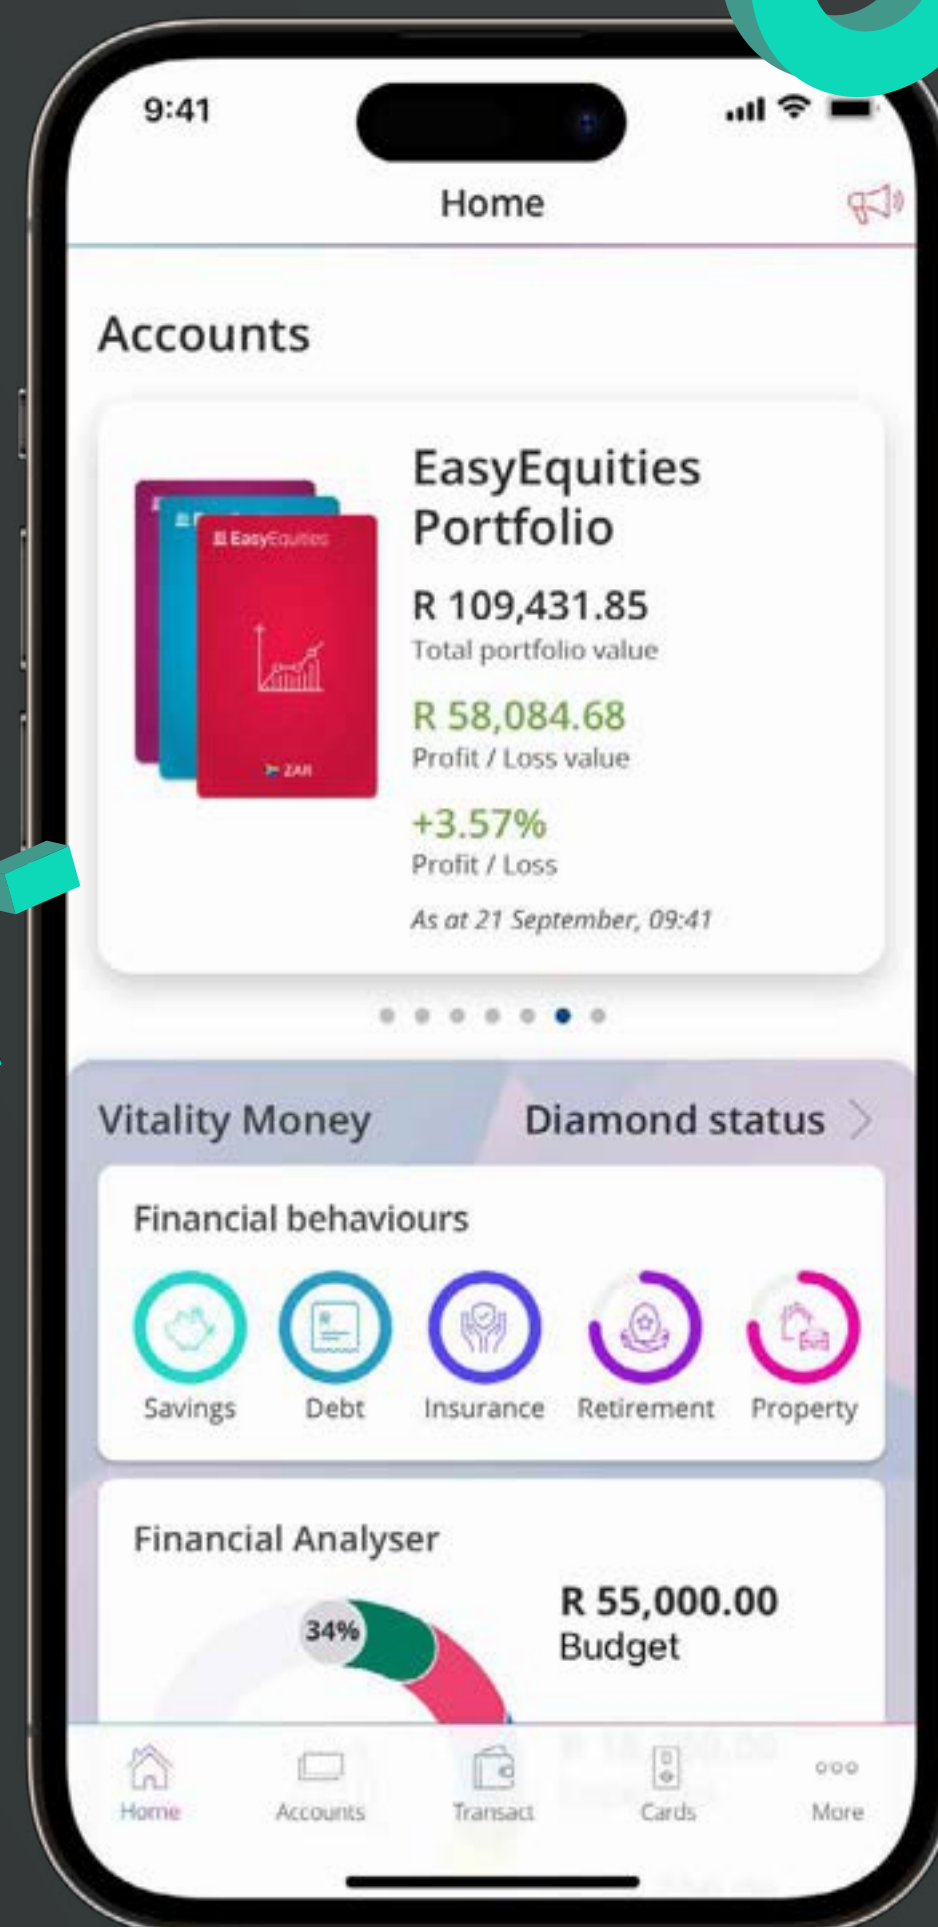 9:41
Home
Accounts
EasyEquities
EasyEquities
Portfolio
R 109,431.85
Total portfolio value
R 58,084.68
Profit / Loss value
+3.57%
Profit / Loss
As at 21 September, 09:41
ZAR
Vitality Money
Diamond status
Financial behaviours
Savings
Debt
Insurance
Retirement
Property
Financial Analyser
34%
R 55,000.00
Budget
Home
Accounts
Transact
Cards
More